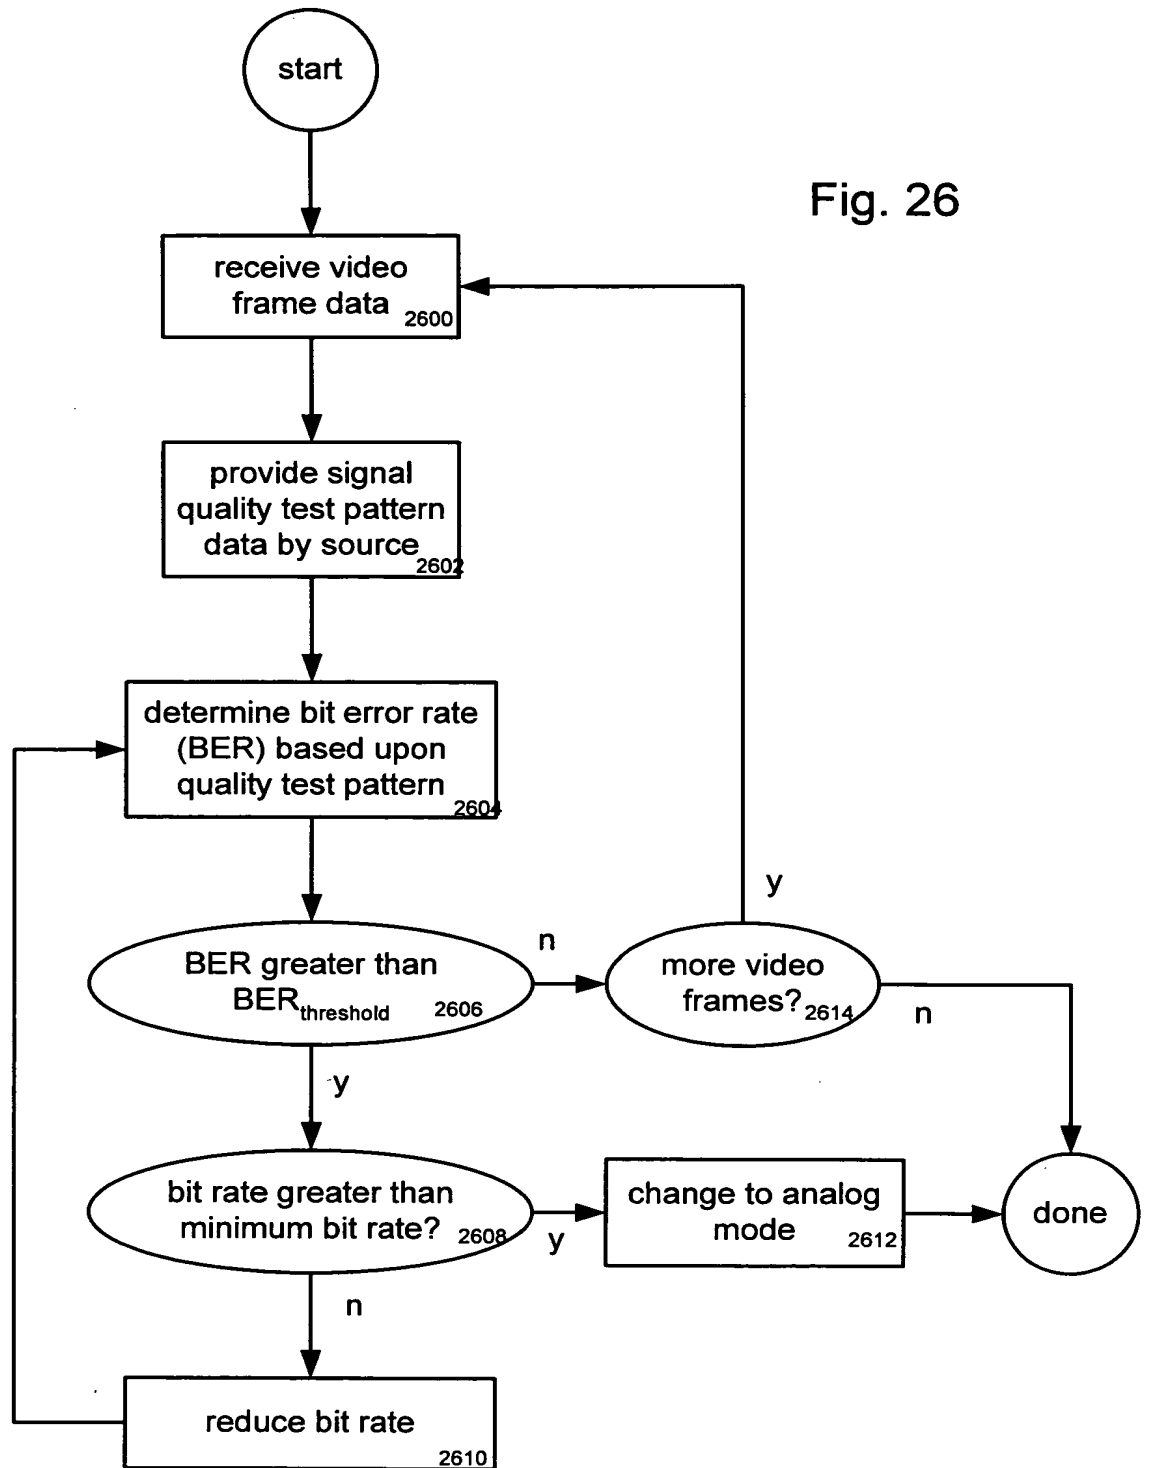 start
Fig. 26
receive video
frame data
2600
provide signal
quality test pattern
data by source
2602
determine bit error rate
(BER) based upon
quality test pattern
2604
y
BER greater than
BERthreshold
2606
n
more video
frames?
2614
n
y
bit rate greater than
minimum bit rate?
2608
y
change to analog
mode
2612
done
n
reduce bit rate
2610